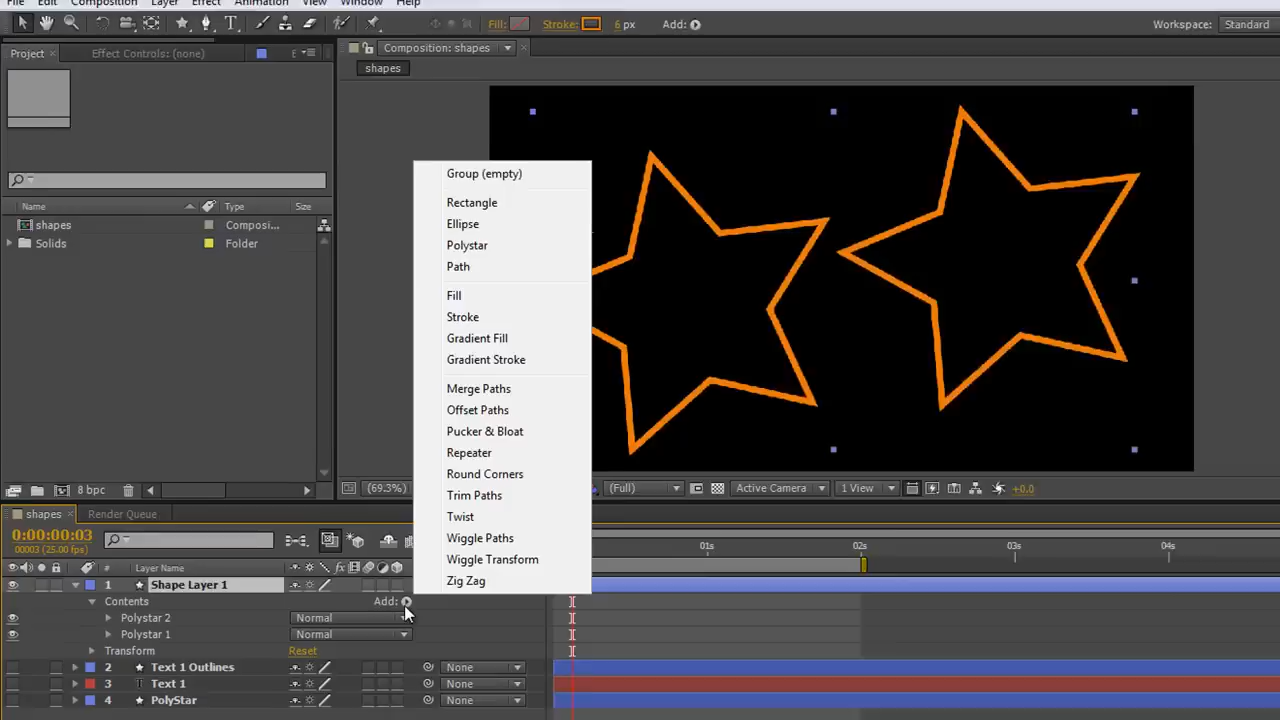 File Edit Composition Layer Effect Animation View Window Help
Fill: Stroke: 6 px Add: Workspace: Standard
Project Effect Controls: (none) E
Composition: shapes
shapes
Name Type Size
shapes Composi...
Solids Folder
Group (empty)
Rectangle
Ellipse
Polystar
Path
Fill
Stroke
Gradient Fill
Gradient Stroke
Merge Paths
Offset Paths
Pucker & Bloat
Repeater
Round Corners
Trim Paths
Twist
Wiggle Paths
Wiggle Transform
Zig Zag
8 bpc (69.3%) (Full) Active Camera 1 View +0.0
shapes Render Queue
0:00:00:03
00003 (25.00 fps)
01s 02s 03s 04s
# Layer Name
1 Shape Layer 1
Contents Add:
Polystar 2 Normal
Polystar 1 Normal
Transform Reset
2 Text 1 Outlines None
3 Text 1 None
4 PolyStar None